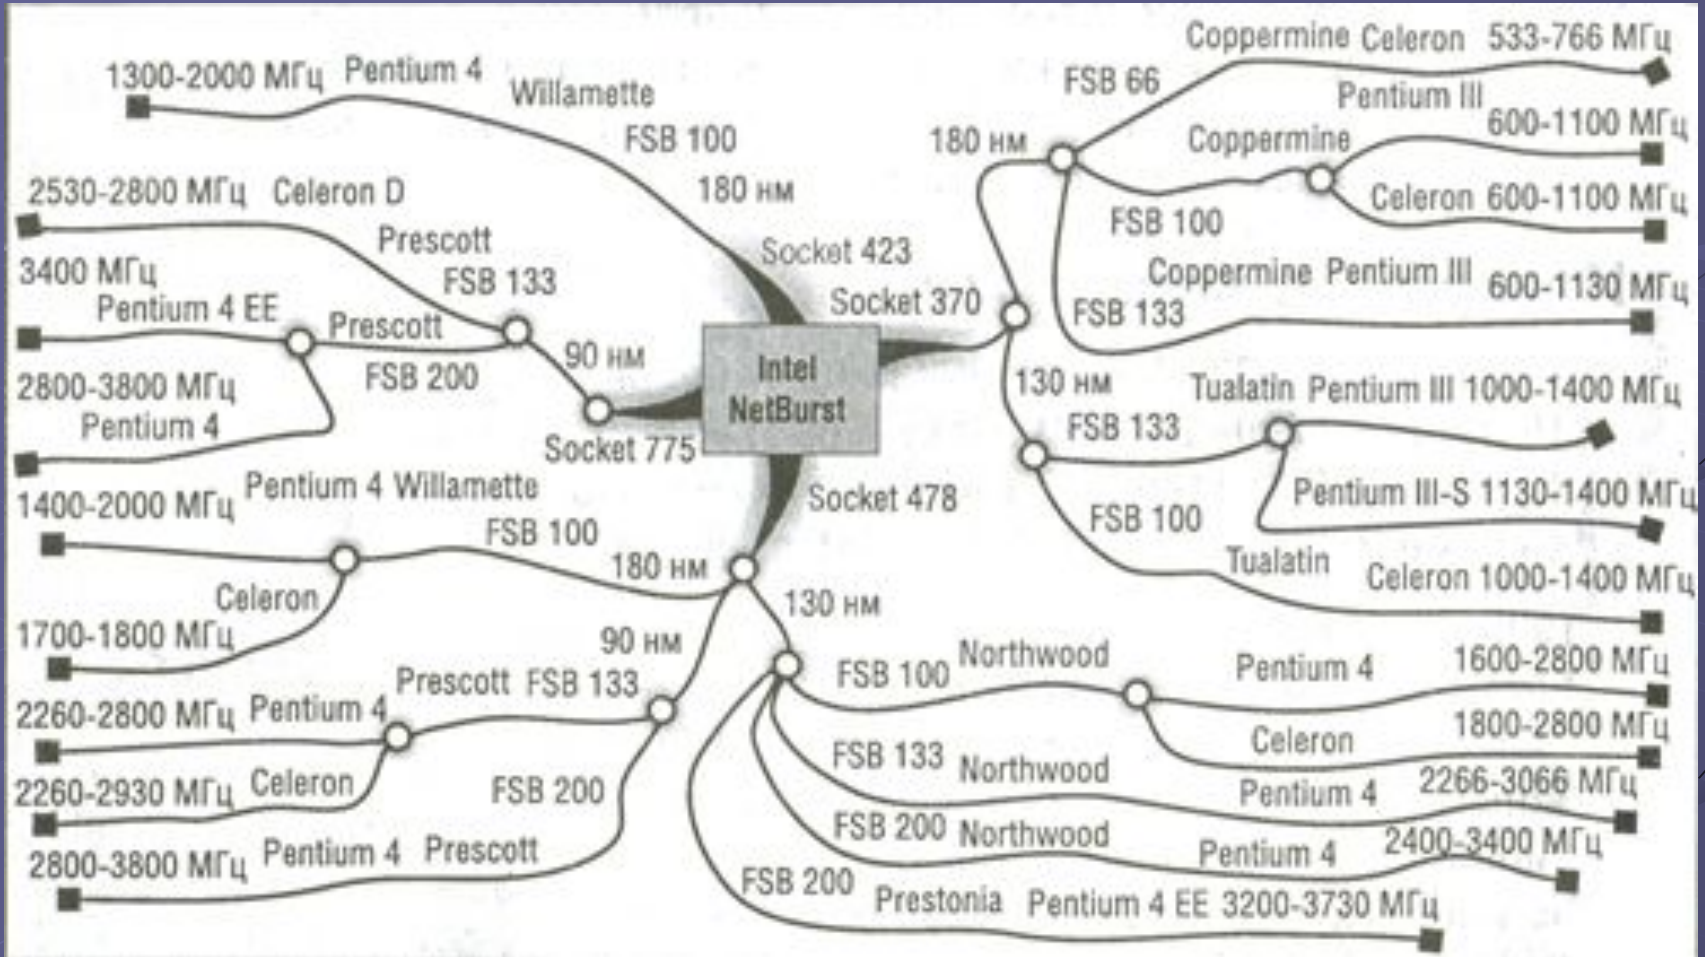 1300-2000 МГц Pentium 4
Willamette
FSB 100
180 нм
Socket 423
2530-2800 МГц Celeron D
Prescott
FSB 133
3400 МГц
Pentium 4 EE
Prescott
FSB 200
90 нм
2800-3800 МГц
Pentium 4
Socket 775
Intel
NetBurst
Socket 370
180 нм
FSB 66
Coppermine Celeron 533-766 МГц
Pentium III
600-1100 МГц
Coppermine
FSB 100
Celeron 600-1100 МГц
Coppermine Pentium III 600-1130 МГц
FSB 133
130 нм
FSB 133
Tualatin Pentium III 1000-1400 МГц
Pentium III-S 1130-1400 МГц
FSB 100
Tualatin
Celeron 1000-1400 МГц
Socket 478
1400-2000 МГц Pentium 4 Willamette
FSB 100
180 нм
Celeron
1700-1800 МГц
90 нм
Prescott FSB 133
2260-2800 МГц Pentium 4
2260-2930 МГц Celeron
FSB 200
2800-3800 МГц Pentium 4 Prescott
130 нм
FSB 100 Northwood
Pentium 4 1600-2800 МГц
Celeron 1800-2800 МГц
FSB 133 Northwood Pentium 4 2266-3066 МГц
FSB 200 Northwood Pentium 4 2400-3400 МГц
FSB 200 Prestonia Pentium 4 EE 3200-3730 МГц